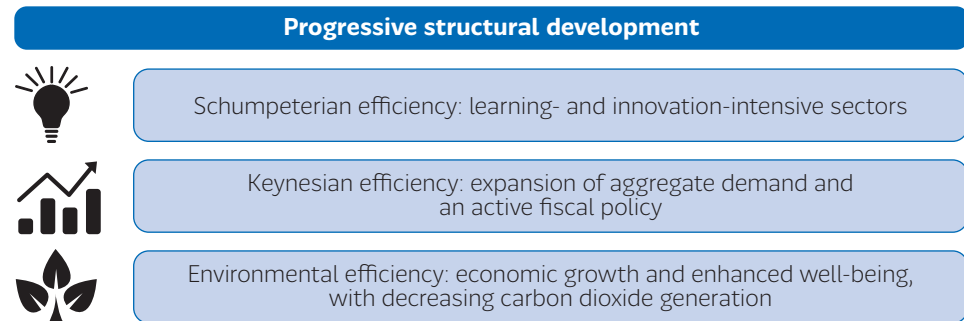 Progressive structural development
Schumpeterian efficiency: learning- and innovation-intensive sectors
Keynesian efficiency: expansion of aggregate demand and
an active fiscal policy
Environmental efficiency: economic growth and enhanced well-being,
with decreasing carbon dioxide generation